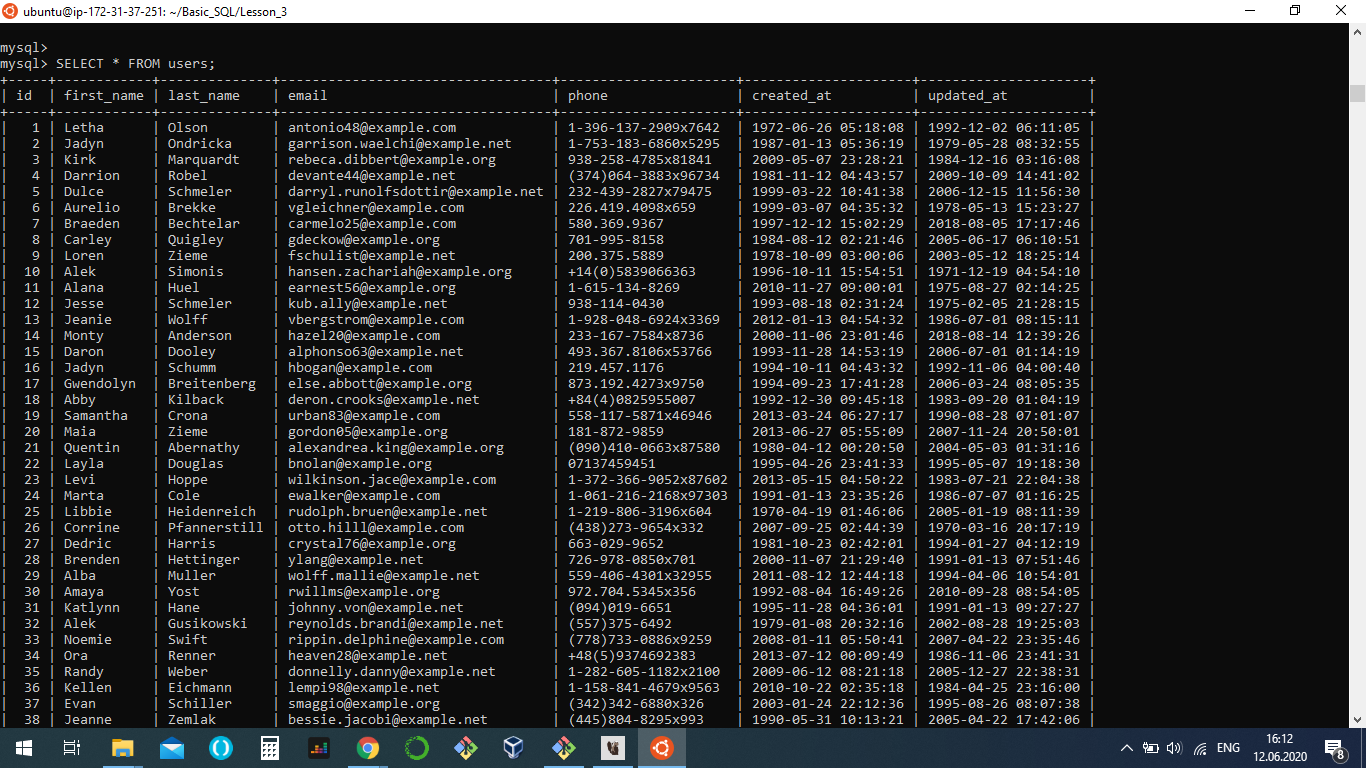 ubuntu@ip-172-31-37-251: ~/Basic_SQL/Lesson_3
mysql>
mysql> SELECT * FROM users;
+-----+------------+-------------+----------------------------------+----------------------+---------------------+---------------------+
| id | first_name | last_name | email | phone | created_at | updated_at |
+-----+------------+-------------+----------------------------------+----------------------+---------------------+---------------------+
| 1 | Letha | Olson | antonio48@example.com | 1-396-137-2909x7642 | 1972-06-26 05:18:08 | 1992-12-02 06:11:05 |
| 2 | Jadyn | Ondricka | garrison.waelchi@example.net | 1-753-183-6860x5295 | 1987-01-13 05:36:19 | 1979-05-28 08:32:55 |
| 3 | Kirk | Marquardt | rebeca.dibbert@example.org | 938-258-4785x81841 | 2009-05-07 23:28:21 | 1984-12-16 03:16:08 |
| 4 | Darrion | Robel | devante44@example.net | (374)064-3883x96734 | 1981-11-12 04:43:57 | 2009-10-09 14:41:02 |
| 5 | Dulce | Schmeler | darryl.runolfsdottir@example.net | 232-439-2827x79475 | 1999-03-22 10:41:38 | 2006-12-15 11:56:30 |
| 6 | Aurelio | Brekke | vgleichner@example.com | 226.419.4098x659 | 1999-03-07 04:35:32 | 1978-05-13 15:23:27 |
| 7 | Braeden | Bechtelar | carmelo25@example.com | 580.369.9367 | 1997-12-12 15:02:29 | 2018-08-05 17:17:46 |
| 8 | Carley | Quigley | gdeckow@example.org | 701-995-8158 | 1984-08-12 02:21:46 | 2005-06-17 06:10:51 |
| 9 | Loren | Zieme | fschulist@example.net | 200.375.5889 | 1978-10-09 03:00:06 | 2003-05-12 18:25:14 |
| 10 | Alek | Simonis | hansen.zachariah@example.org | +14(0)5839066363 | 1996-10-11 15:54:51 | 1971-12-19 04:54:10 |
| 11 | Alana | Huel | earnest56@example.org | 1-615-134-8269 | 2010-11-27 09:00:01 | 1975-08-27 02:14:25 |
| 12 | Jesse | Schmeler | kub.ally@example.net | 938-114-0430 | 1993-08-18 02:31:24 | 1975-02-05 21:28:15 |
| 13 | Jeanie | Wolff | vbergstrom@example.com | 1-928-048-6924x3369 | 2012-01-13 04:54:32 | 1986-07-01 08:15:11 |
| 14 | Monty | Anderson | hazel20@example.com | 233-167-7584x8736 | 2000-11-06 23:01:46 | 2018-08-14 12:39:26 |
| 15 | Daron | Dooley | alphonso63@example.net | 493.367.8106x53766 | 1993-11-28 14:53:19 | 2006-07-01 01:14:19 |
| 16 | Jadyn | Schumm | hbogan@example.com | 219.457.1176 | 1994-10-11 04:43:32 | 1992-11-06 04:00:40 |
| 17 | Gwendolyn | Breitenberg | else.abbott@example.org | 873.192.4273x9750 | 1994-09-23 17:41:28 | 2006-03-24 08:05:35 |
| 18 | Abby | Kilback | deron.crooks@example.net | +84(4)0825955007 | 1992-12-30 09:45:18 | 1983-09-20 01:04:19 |
| 19 | Samantha | Crona | urban83@example.com | 558-117-5871x46946 | 2013-03-24 06:27:17 | 1990-08-28 07:01:07 |
| 20 | Maia | Zieme | gordon05@example.org | 181-872-9859 | 2013-06-27 05:55:09 | 2007-11-24 20:50:01 |
| 21 | Quentin | Abernathy | alexandrea.king@example.org | (090)410-0663x87580 | 1980-04-12 00:20:50 | 2004-05-03 01:31:16 |
| 22 | Layla | Douglas | bnolan@example.org | 07137459451 | 1995-04-26 23:41:33 | 1995-05-07 19:18:30 |
| 23 | Levi | Hoppe | wilkinson.jace@example.com | 1-372-366-9052x87602 | 2013-05-15 04:50:22 | 1983-07-21 22:04:38 |
| 24 | Marta | Cole | ewalker@example.com | 1-061-216-2168x97303 | 1991-01-13 23:35:26 | 1986-07-07 01:16:25 |
| 25 | Libbie | Heidenreich | rudolph.bruen@example.net | 1-219-806-3196x604 | 1970-04-19 01:46:06 | 2005-01-19 08:11:39 |
| 26 | Corrine | Pfannerstill | otto.hilll@example.com | (438)273-9654x332 | 2007-09-25 02:44:39 | 1970-03-16 20:17:19 |
| 27 | Dedric | Harris | crystal76@example.org | 663-029-9652 | 1981-10-23 02:42:01 | 1994-01-27 04:12:19 |
| 28 | Brenden | Hettinger | ylang@example.net | 726-978-0850x701 | 2000-11-07 21:29:40 | 1991-01-13 07:51:46 |
| 29 | Alba | Muller | wolff.mallie@example.net | 559-406-4301x32955 | 2011-08-12 12:44:18 | 1994-04-06 10:54:01 |
| 30 | Amaya | Yost | rwillms@example.org | 972.704.5345x356 | 1992-08-04 16:49:26 | 2010-09-28 08:54:05 |
| 31 | Katlynn | Hane | johnny.von@example.net | (094)019-6651 | 1995-11-28 04:36:01 | 1991-01-13 09:27:27 |
| 32 | Alek | Gusikowski | reynolds.brandi@example.net | (557)375-6492 | 1979-01-08 20:32:16 | 2002-08-28 19:25:03 |
| 33 | Noemie | Swift | rippin.delphine@example.com | (778)733-0886x9259 | 2008-01-11 05:50:41 | 2007-04-22 23:35:46 |
| 34 | Ora | Renner | heaven28@example.net | +48(5)9374692383 | 2013-07-12 00:09:49 | 1986-11-06 23:41:31 |
| 35 | Randy | Weber | donnelly.danny@example.net | 1-282-605-1182x2100 | 2009-06-12 08:21:18 | 2005-12-27 22:38:31 |
| 36 | Kellen | Eichmann | lempi98@example.net | 1-158-841-4679x9563 | 2010-10-22 02:35:18 | 1984-04-25 23:16:00 |
| 37 | Evan | Schiller | smaggio@example.org | (342)342-6880x326 | 2003-01-24 22:12:36 | 1995-08-26 08:07:38 |
| 38 | Jeanne | Zemlak | bessie.jacobi@example.net | (445)804-8295x993 | 1990-05-31 10:13:21 | 2005-04-22 17:42:06 |
ENG
16:12
12.06.2020
8